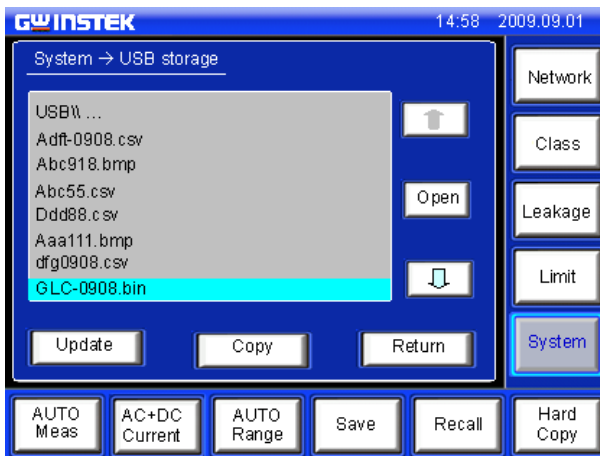 GWINSTEK 14:58 2009.09.01
System → USB storage
USB\\ ...
Adft-0908.csv
Abc918.bmp
Abc55.csv
Ddd88.csv
Aaa111.bmp
dfg0908.csv
GLC-0908.bin
Open
Update
Copy
Return
Network
Class
Leakage
Limit
System
AUTO
Meas
AC+DC
Current
AUTO
Range
Save
Recall
Hard
Copy